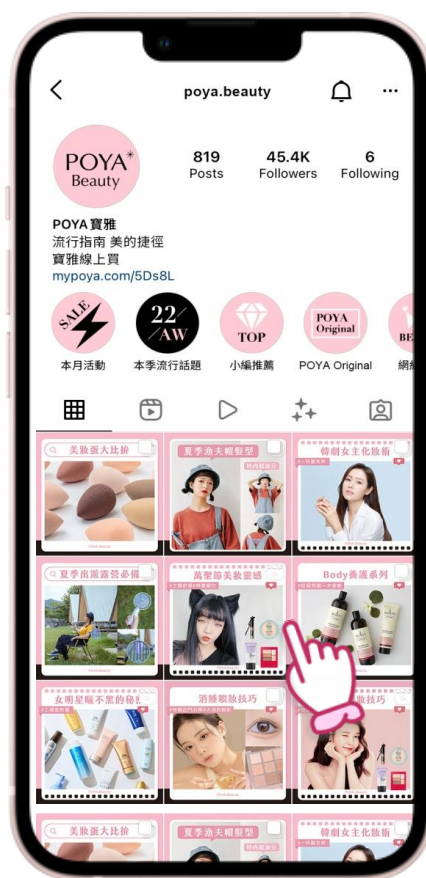 poya.beauty
POYA*
Beauty
819
Posts
45.4K
Followers
6
Following
POYA 寶雅
流行指南 美的捷徑
寶雅線上買
mypoya.com/5Ds8L
SALE
22/AW
TOP
POYA
Original
BE
本月活動
本季流行話題
小編推薦
POYA Original
網
美妝蛋大比拚
夏季漁夫帽髮型
韓劇女主化妝術
夏季出遊露營必備
萬聖節美妝靈感
Body養護系列
女明星曬不黑的秘
消腫眼妝技巧
妝技巧
美妝蛋大比拚
夏季漁夫帽髮型
韓劇女主化妝術